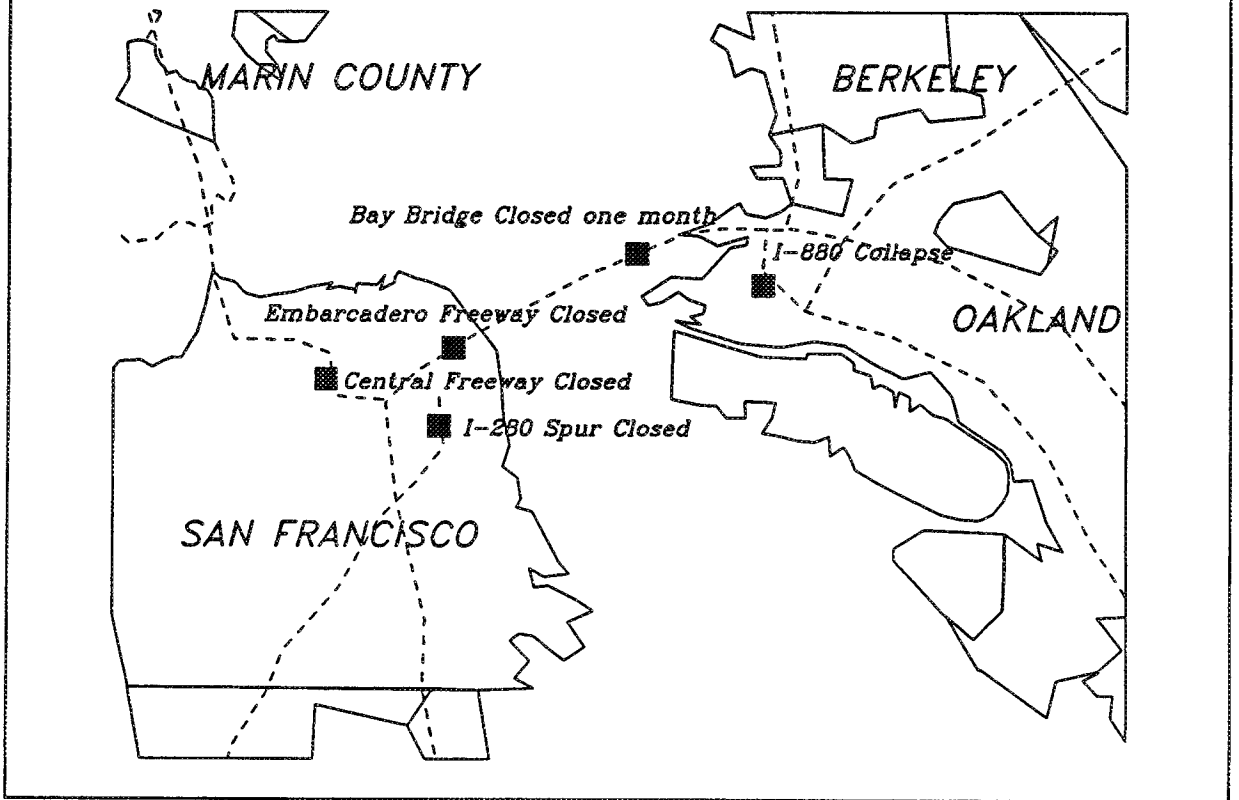 MARIN COUNTY
BERKELEY
Bay Bridge Closed one month
I-880 Collapse
Embarcadero Freeway Closed
OAKLAND
Central Freeway Closed
I-280 Spur Closed
SAN FRANCISCO